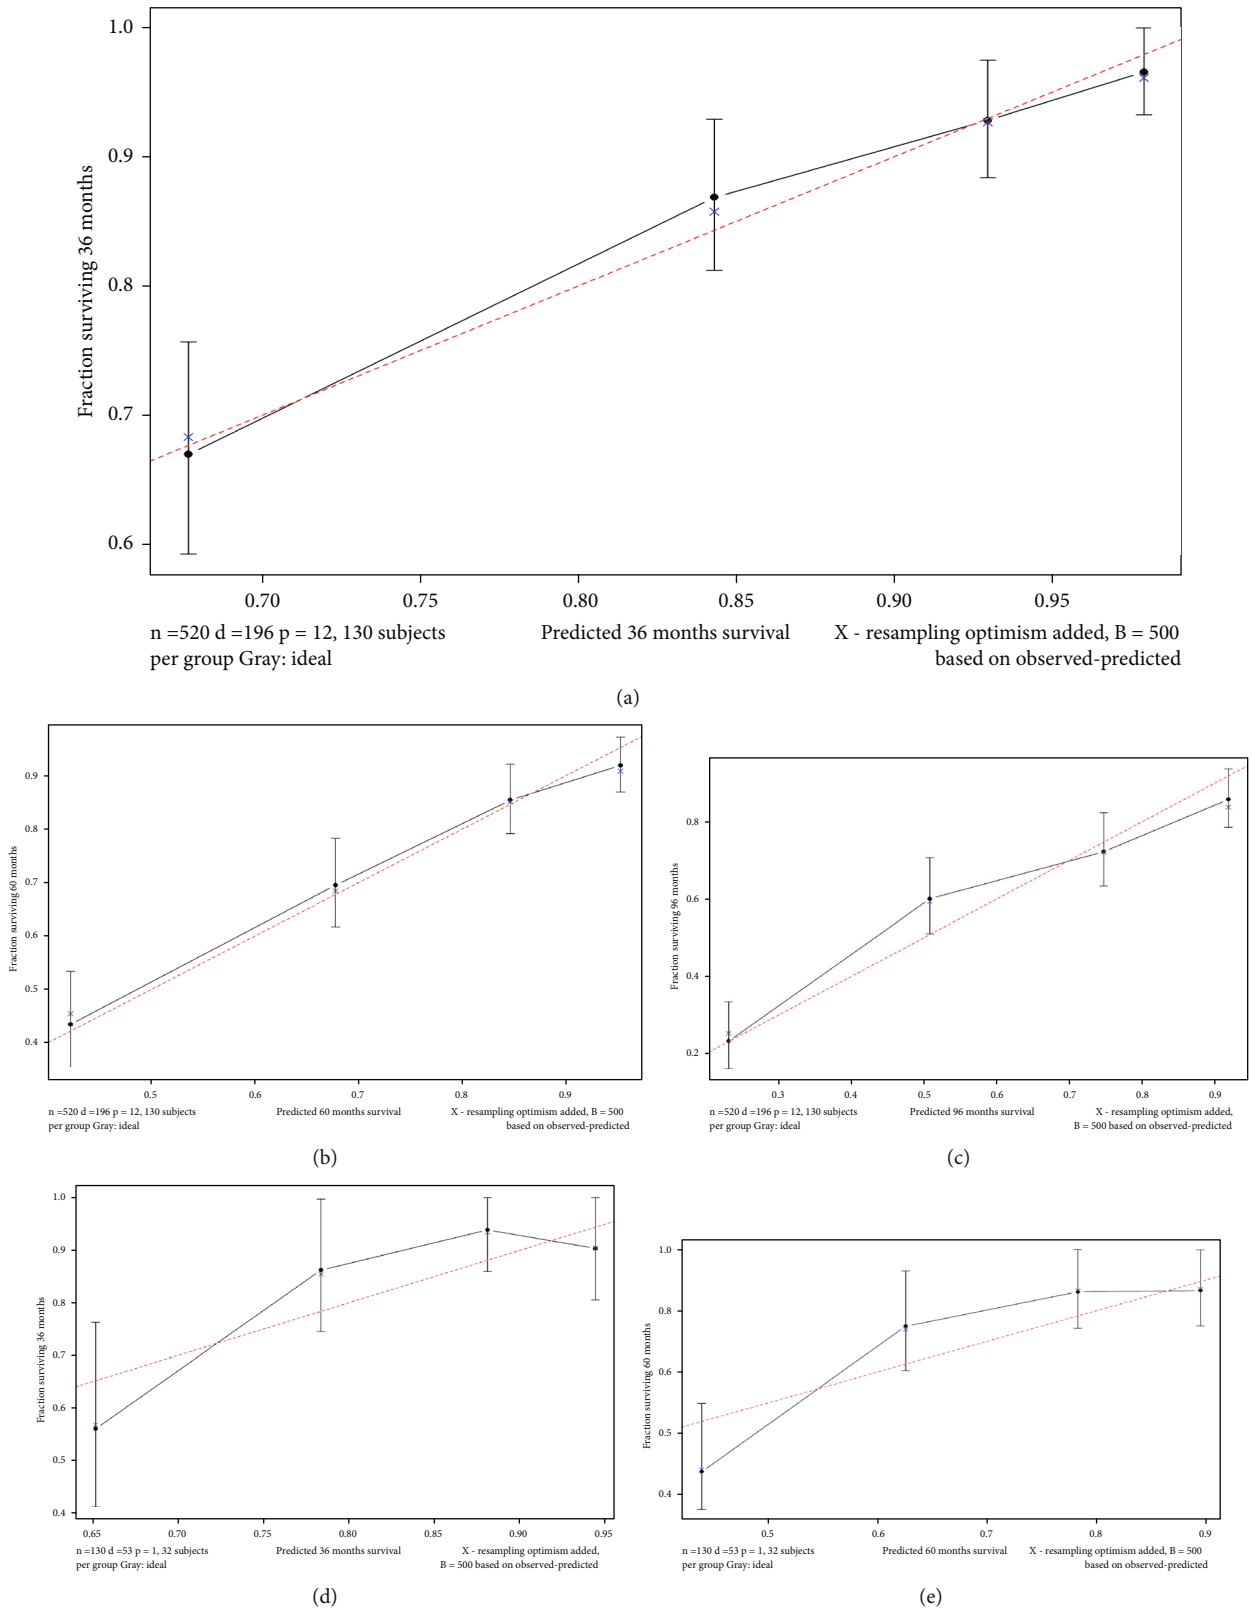 1.0
0.9
0.8
0.7
0.6
Fraction surviving 36 months
0.70 0.75 0.80 0.85 0.90 0.95
n =520 d =196 p = 12, 130 subjects
per group Gray: ideal
Predicted 36 months survival
X - resampling optimism added, B = 500
based on observed-predicted
(a)
0.9
0.8
0.7
0.6
0.5
0.4
Fraction surviving 60 months
0.5 0.6 0.7 0.8 0.9
n =520 d =196 p = 12, 130 subjects
per group Gray: ideal
Predicted 60 months survival
X - resampling optimism added, B = 500
based on observed-predicted
(b)
0.8
0.6
0.4
0.2
Fraction surviving 96 months
0.3 0.4 0.5 0.6 0.7 0.8 0.9
n =520 d =196 p = 12, 130 subjects
per group Gray: ideal
Predicted 96 months survival
X - resampling optimism added,
B = 500 based on observed-predicted
(c)
1.0
0.9
0.8
0.7
0.6
0.5
0.4
Fraction surviving 36 months
0.65 0.70 0.75 0.80 0.85 0.90 0.95
n =130 d =53 p = 1, 32 subjects
per group Gray: ideal
Predicted 36 months survival
X - resampling optimism added,
B = 500 based on observed-predicted
(d)
1.0
0.8
0.6
0.5
0.4
Fraction surviving 60 months
0.5 0.6 0.7 0.8 0.9
n =130 d =53 p = 1, 32 subjects
per group Gray: ideal
Predicted 60 months survival
X - resampling optimism added, B = 500
based on observed-predicted
(e)